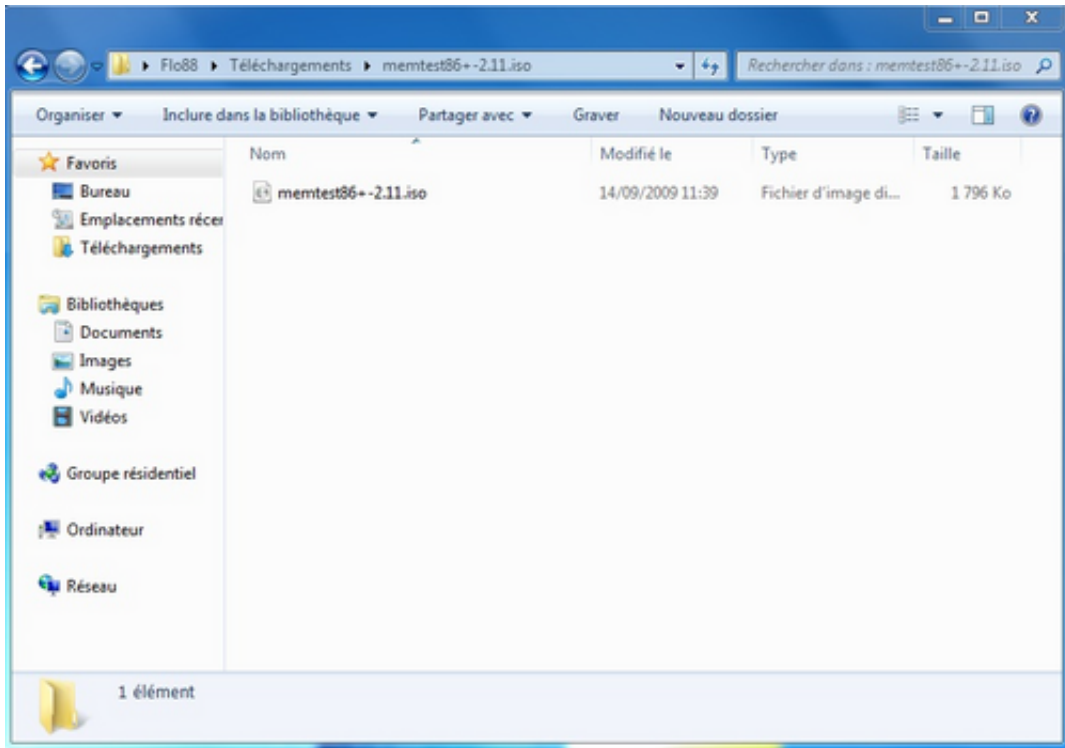 Flo88 Téléchargements memtest86+-2.11.iso
Rechercher dans : memtest86+-2.11.iso
Organiser Inclure dans la bibliothèque Partager avec Graver Nouveau dossier
Nom Modifié le Type Taille
memtest86+-2.11.iso 14/09/2009 11:39 Fichier d'image di... 1 796 Ko
Favoris
Bureau
Emplacements récer
Téléchargements
Bibliothèques
Documents
Images
Musique
Vidéos
Groupe résidentiel
Ordinateur
Réseau
1 élément